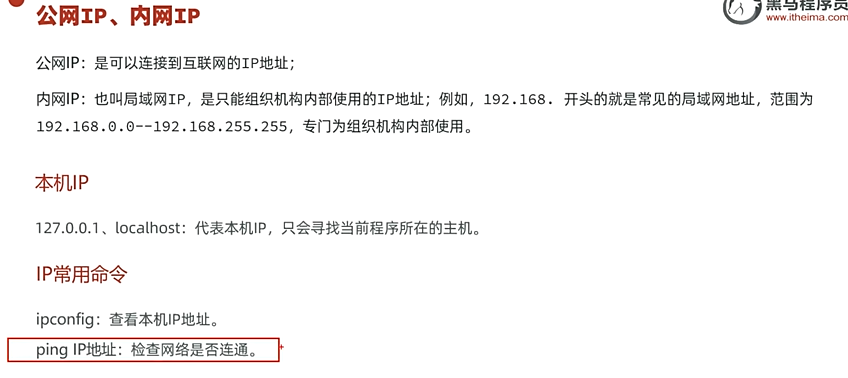 公网IP、内网IP
黑马程序员
www.itheima.com
公网IP：是可以连接到互联网的IP地址；
内网IP：也叫局域网IP，是只能组织机构内部使用的IP地址；例如，192.168. 开头的就是常见的局域网地址，范围为
192.168.0.0--192.168.255.255，专门为组织机构内部使用。
本机IP
127.0.0.1、localhost：代表本机IP，只会寻找当前程序所在的主机。
IP常用命令
ipconfig：查看本机IP地址。
ping IP地址：检查网络是否连通。